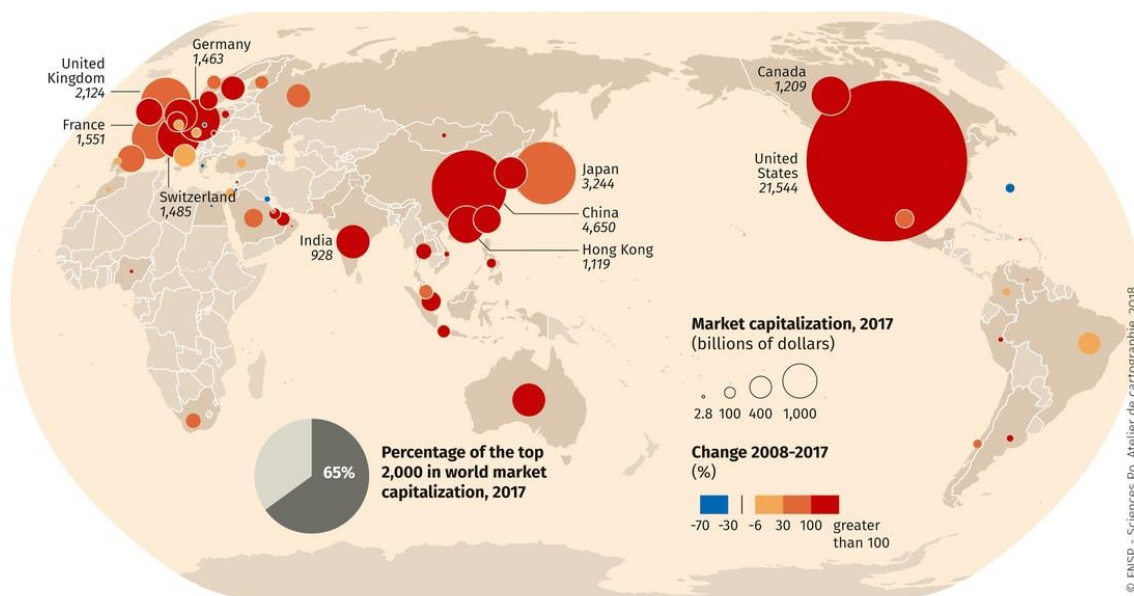 Germany
1,463
United
Kingdom
2,124
France
1,551
Switzerland
1,485
India
928
Japan
3,244
China
4,650
Hong Kong
1,119
Canada
1,209
United
States
21,544
Market capitalization, 2017
(billions of dollars)
2.8 100 400 1,000
Change 2008-2017
(%)
-70 -30 -6 30 100 greater
than 100
65%
Percentage of the top
2,000 in world market
capitalization, 2017
© FNSP - Sciences Po, Atelier de cartographie, 2018